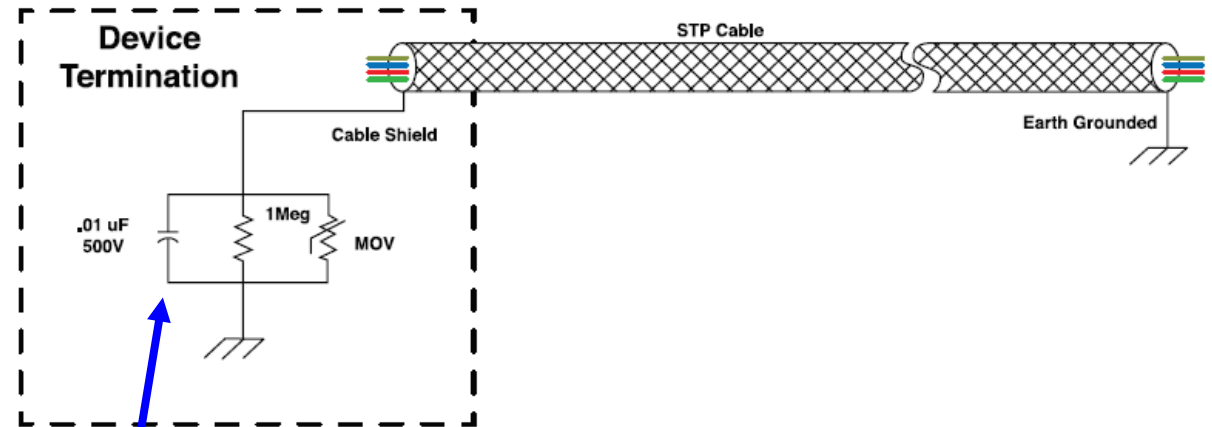 Device
Termination
STP Cable
Cable Shield
Earth Grounded
.01 uF
500V
1Meg
MOV